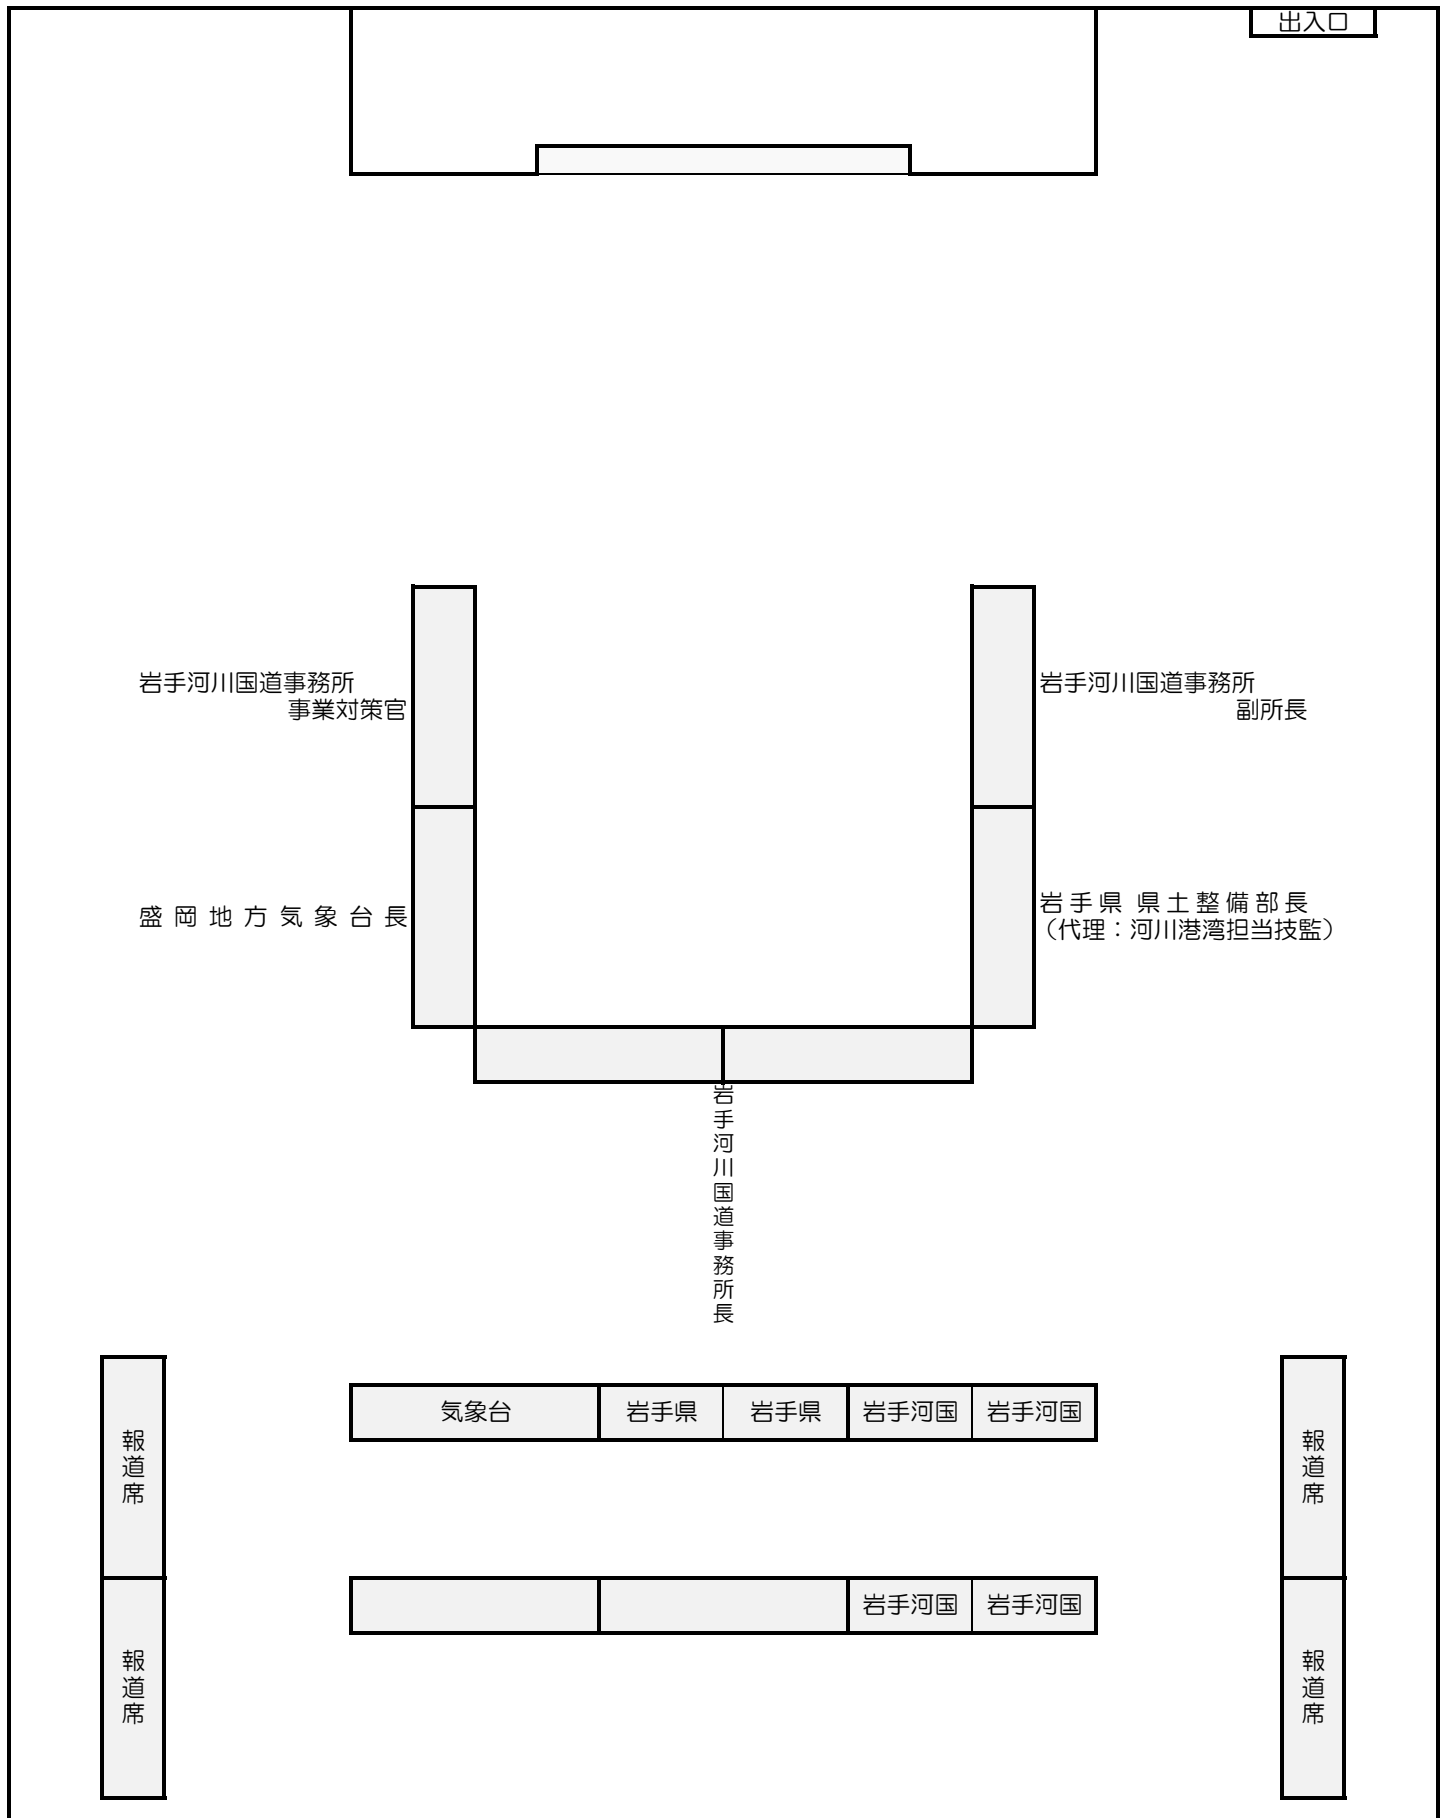 出入口
岩手河川国道事務所
事業対策官
岩手河川国道事務所
副所長
盛岡地方気象台長
岩手県 県土整備部長
（代理：河川港湾担当技監）
岩手河川国道事務所長
気象台
岩手県
岩手県
岩手河国
岩手河国
報道席
報道席
岩手河国
岩手河国
報道席
報道席